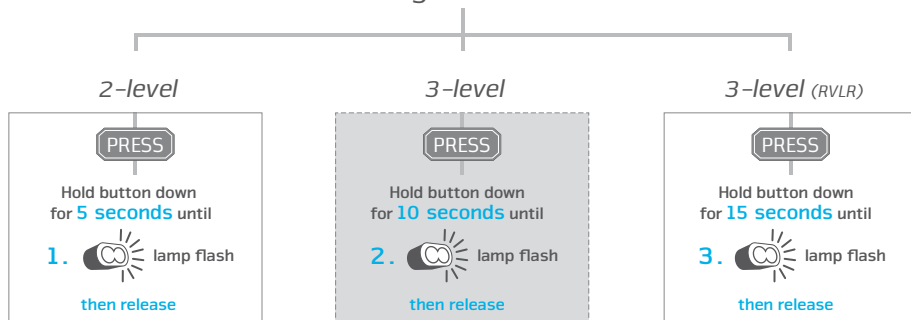 2-level
PRESS
Hold button down
for 5 seconds until
1. lamp flash
then release
3-level
PRESS
Hold button down
for 10 seconds until
2. lamp flash
then release
3-level (RVLR)
PRESS
Hold button down
for 15 seconds until
3. lamp flash
then release